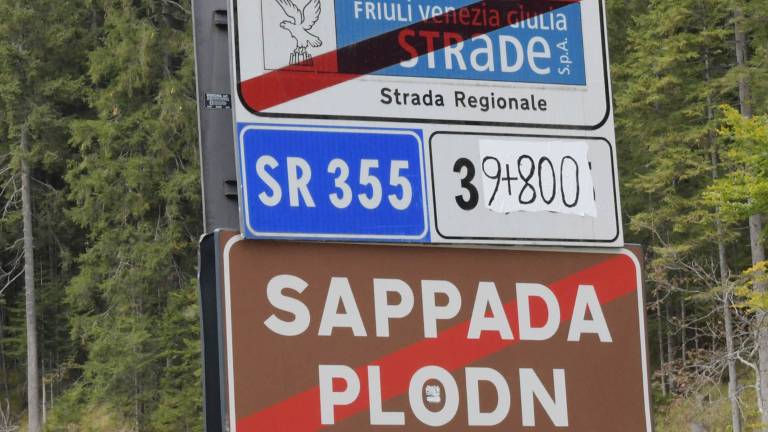 FRIULI VENEZIA GIULIA
STRADE S.p.A.
Strada Regionale
SR 355
39+800
SAPPADA
PLODN